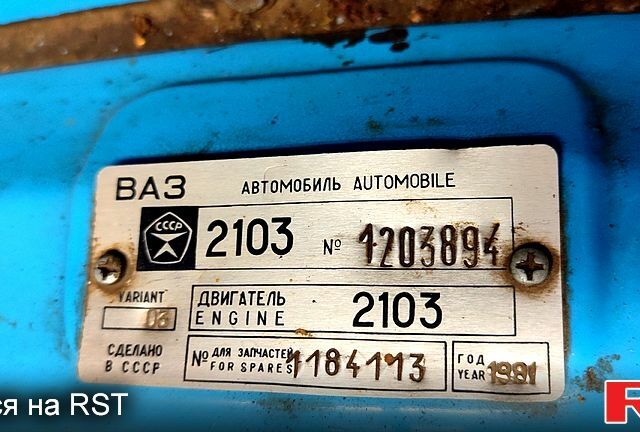 ВАЗ АВТОМОБИЛЬ AUTOMOBILE
СССР 2103 № 1203894
VARIANT
03
ДВИГАТЕЛЬ
ENGINE 2103
СДЕЛАНО
В СССР
№ ДЛЯ ЗАПЧАСТЕЙ
FOR SPARES 1184113
ГОД
YEAR 1981
ся на RST
R